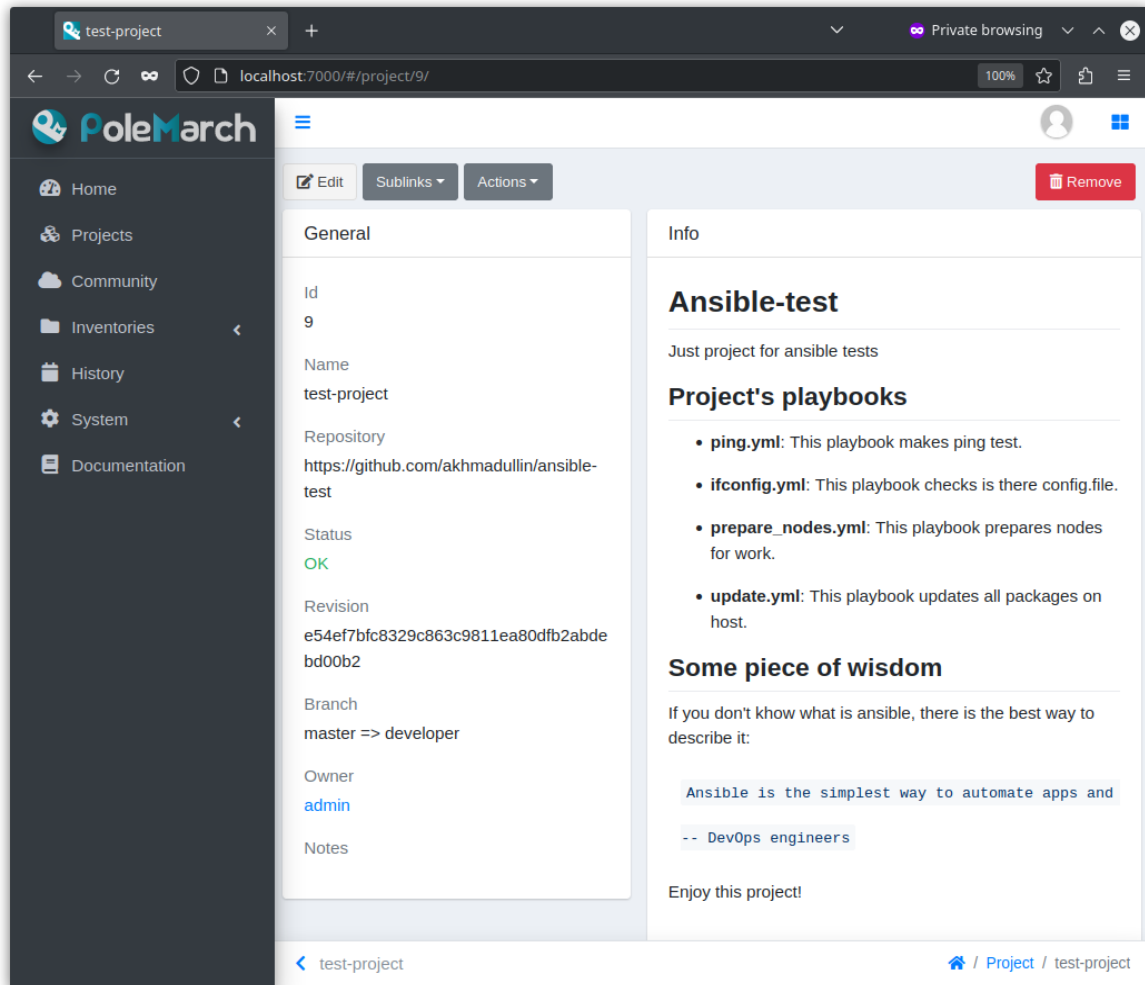 test-project
Private browsing
localhost:7000/#/project/9/
100%
PoleMarch
Home
Projects
Community
Inventories
History
System
Documentation
Edit
Sublinks
Actions
Remove
General
Id
9
Name
test-project
Repository
https://github.com/akhmadullin/ansible-
test
Status
OK
Revision
e54ef7bfc8329c863c9811ea80dfb2abde
bd00b2
Branch
master => developer
Owner
admin
Notes
Info
Ansible-test
Just project for ansible tests
Project's playbooks
• ping.yml: This playbook makes ping test.
• ifconfig.yml: This playbook checks is there config.file.
• prepare_nodes.yml: This playbook prepares nodes
for work.
• update.yml: This playbook updates all packages on
host.
Some piece of wisdom
If you don't khow what is ansible, there is the best way to
describe it:
Ansible is the simplest way to automate apps and
-- DevOps engineers
Enjoy this project!
test-project
/ Project / test-project